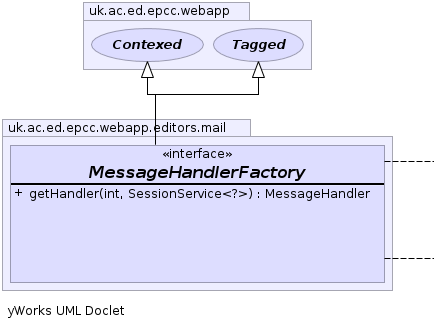 uk.ac.ed.epcc.webapp
Contexed
Tagged
uk.ac.ed.epcc.webapp.editors.mail
«interface»
MessageHandlerFactory
+ getHandler(int, SessionService<?>) : MessageHandler
yWorks UML Doclet